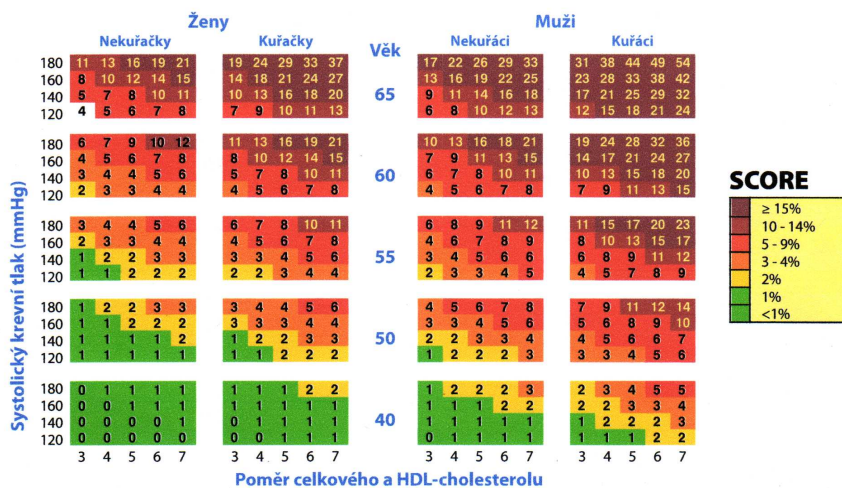 Ženy Muži
Nekuřačky Kuřačky Věk Nekuřáci Kuřáci
180 11 13 16 19 21 19 24 29 33 37 17 22 26 29 33 31 38 44 49 54
160 8 10 12 14 15 14 18 21 24 27 13 16 19 22 25 23 28 33 38 42
65
140 5 7 8 10 11 10 13 16 18 20 9 11 14 16 18 17 21 25 29 32
120 4 5 6 7 8 7 9 10 11 13 6 8 10 12 13 12 15 18 21 24
180 6 7 9 10 12 11 13 16 19 21 10 13 16 18 21 19 24 28 32 36
160 4 5 6 7 8 8 10 12 14 15 7 9 11 13 15 14 17 21 24 27
60
140 3 4 4 5 6 5 7 8 10 11 6 7 8 10 11 10 13 15 18 20
120 2 3 3 4 4 4 5 6 7 8 4 5 6 7 8 7 9 11 13 15
180 3 4 4 5 6 6 7 8 10 11 6 8 9 11 12 11 15 17 20 23
160 2 3 3 4 4 4 5 6 7 8 4 6 7 8 9 8 10 13 15 17
55
140 1 2 2 3 3 3 3 4 5 6 3 4 5 6 6 6 8 9 11 12
120 1 1 2 2 2 2 2 3 4 4 2 3 3 4 5 4 5 7 8 9
180 1 2 2 3 3 3 4 4 5 6 4 5 6 7 8 7 9 11 12 14
160 1 1 2 2 2 3 3 3 4 4 3 3 4 5 6 5 6 8 9 10
50
140 1 1 1 1 2 1 2 2 3 3 2 2 3 3 4 4 5 6 6 7
120 1 1 1 1 1 1 1 2 2 2 1 2 2 2 3 3 3 4 5 6
180 0 1 1 1 1 1 1 1 2 2 1 2 2 2 3 2 3 4 5 5
160 0 0 1 1 1 1 1 1 1 1 1 1 1 2 2 2 2 3 3 4
40
140 0 0 0 0 1 0 1 1 1 1 1 1 1 1 1 1 2 2 2 3
120 0 0 0 0 0 0 0 1 1 1 0 1 1 1 1 1 1 1 2 2
3 4 5 6 7 3 4 5 6 7 3 4 5 6 7 3 4 5 6 7
Poměr celkového a HDL-cholesterolu
Systolický krevní tlak (mmHg)
SCORE
≥ 15%
10 - 14%
5 - 9%
3 - 4%
2%
1%
<1%